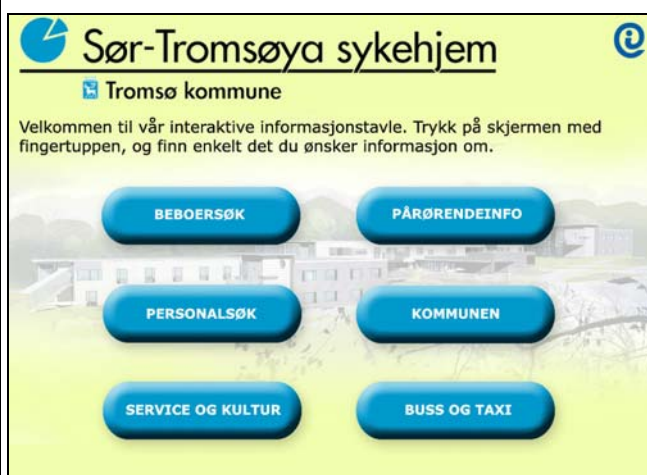 Sør-Tromsøya sykehjem
Tromsø kommune
Velkommen til vår interaktive informasjonstavle. Trykk på skjermen med
fingertuppen, og finn enkelt det du ønsker informasjon om.
BEBOERSØK
PÅRØRENDEINFO
PERSONALSØK
KOMMUNEN
SERVICE OG KULTUR
BUSS OG TAXI